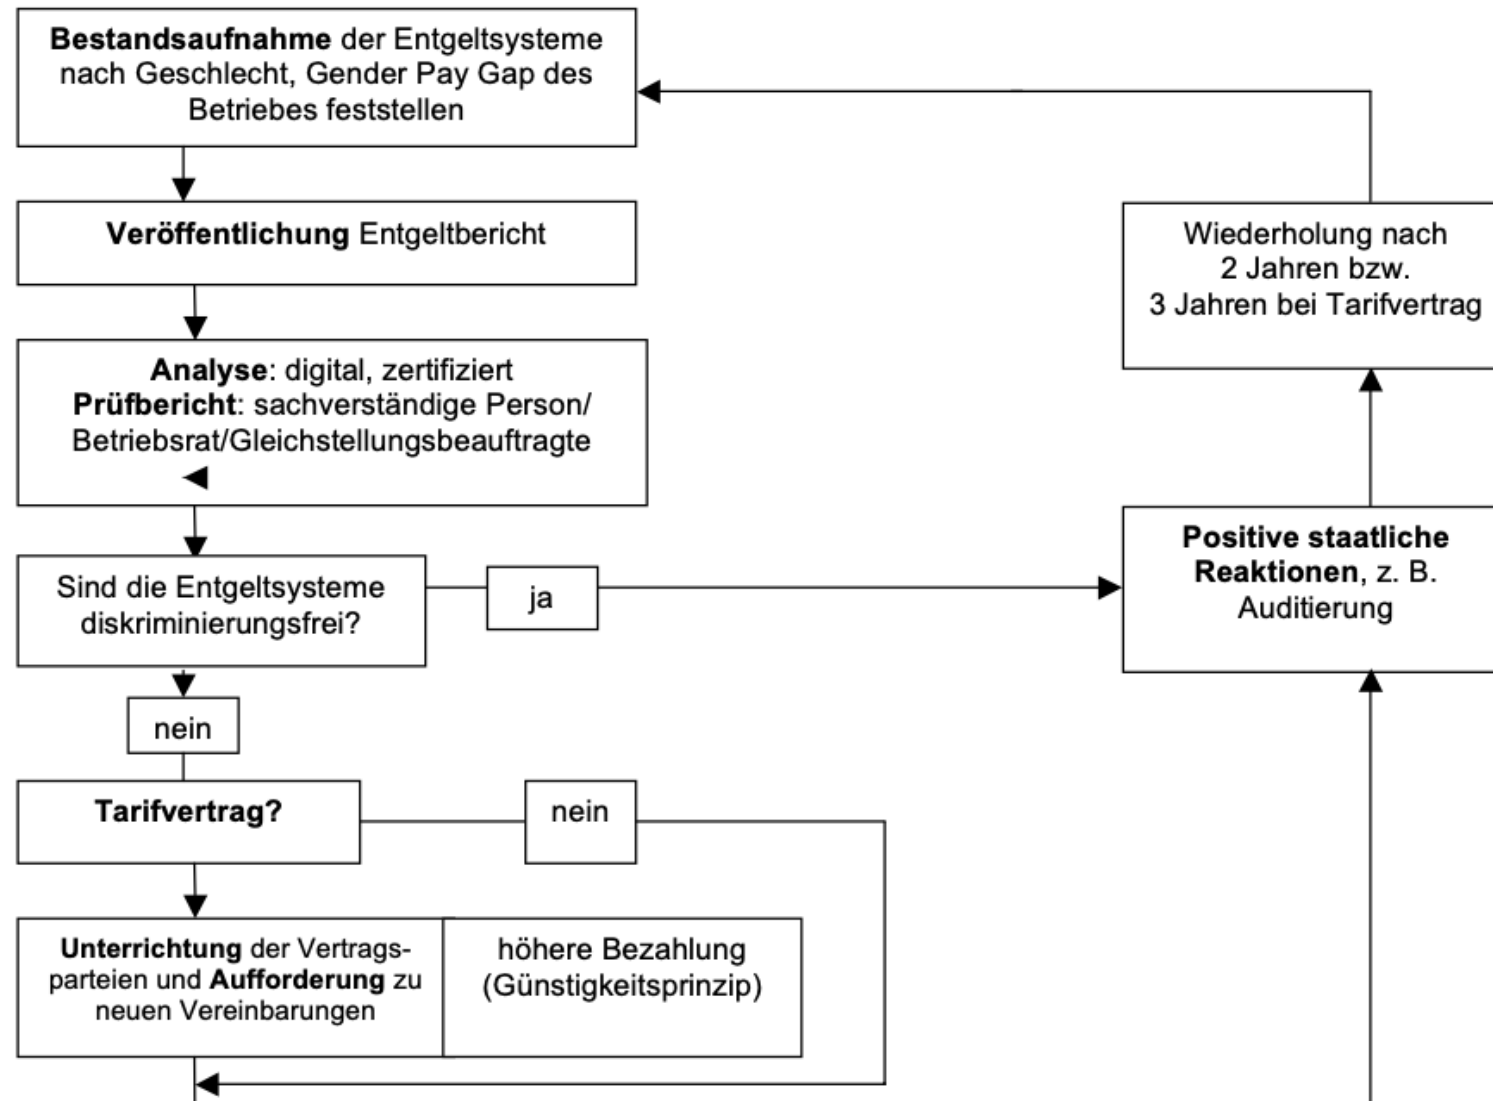 Bestandsaufnahme der Entgeltsysteme
nach Geschlecht, Gender Pay Gap des
Betriebes feststellen
Veröffentlichung Entgeltbericht
Wiederholung nach
2 Jahren bzw.
3 Jahren bei Tarifvertrag
Analyse: digital, zertifiziert
Prüfbericht: sachverständige Person/
Betriebsrat/Gleichstellungsbeauftragte
Positive staatliche
Reaktionen, z. B.
Auditierung
Sind die Entgeltsysteme
diskriminierungsfrei?
ja
nein
Tarifvertrag?
nein
Unterrichtung der Vertrags-
parteien und Aufforderung zu
neuen Vereinbarungen
höhere Bezahlung
(Günstigkeitsprinzip)